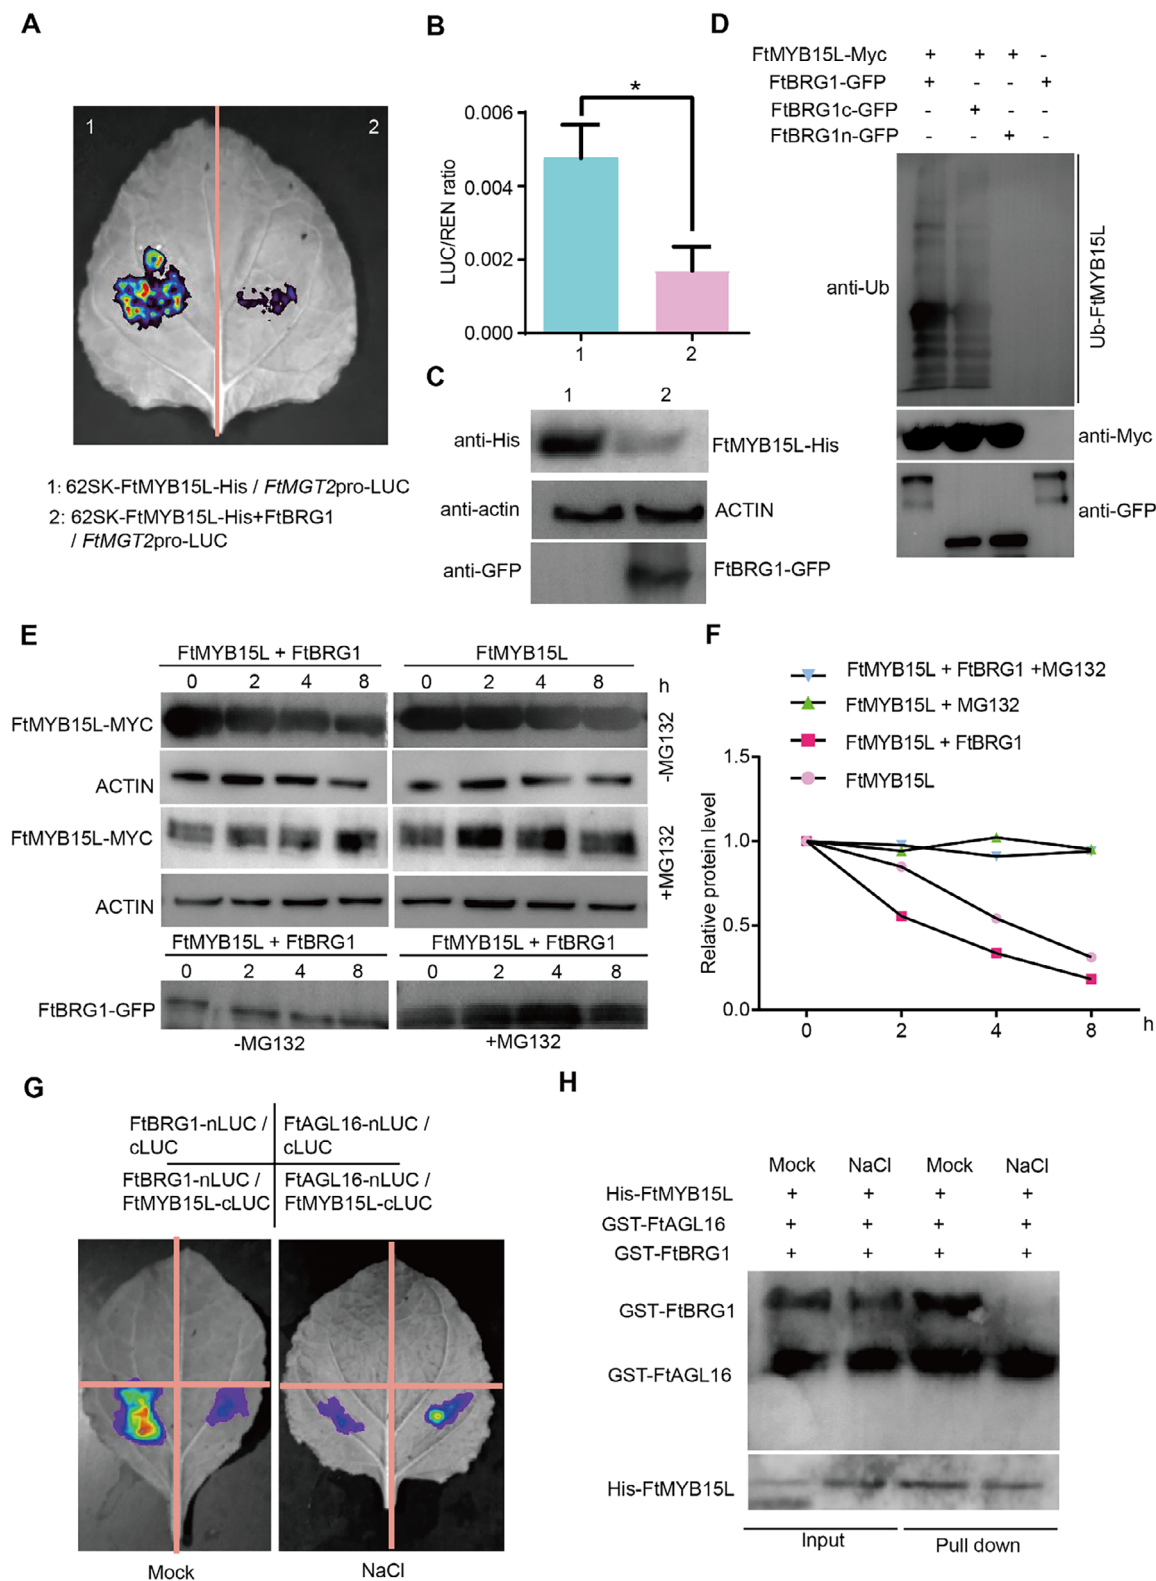 A
1
2
1: 62SK-FtMYB15L-His / FtMGT2pro-LUC
2: 62SK-FtMYB15L-His+FtBRG1
/ FtMGT2pro-LUC
B
*
LUC/REN ratio
0.006
0.004
0.002
0.000
1
2
C
1 2
anti-His FtMYB15L-His
anti-actin ACTIN
anti-GFP FtBRG1-GFP
D
FtMYB15L-Myc + + + -
FtBRG1-GFP + - - +
FtBRG1c-GFP - + - -
FtBRG1n-GFP - - + -
anti-Ub
Ub-FtMYB15L
anti-Myc
anti-GFP
E
FtMYB15L + FtBRG1 FtMYB15L
0 2 4 8 0 2 4 8 h
FtMYB15L-MYC
ACTIN
-MG132
FtMYB15L-MYC
ACTIN
+MG132
FtMYB15L + FtBRG1 FtMYB15L + FtBRG1
0 2 4 8 0 2 4 8
FtBRG1-GFP
-MG132 +MG132
F
FtMYB15L + FtBRG1 +MG132
FtMYB15L + MG132
FtMYB15L + FtBRG1
FtMYB15L
Relative protein level
1.5
1.0
0.5
0.0
0 2 4 8 h
G
FtBRG1-nLUC / FtAGL16-nLUC /
cLUC cLUC
FtBRG1-nLUC / FtAGL16-nLUC /
FtMYB15L-cLUC FtMYB15L-cLUC
Mock NaCl
H
Mock NaCl Mock NaCl
His-FtMYB15L + + + +
GST-FtAGL16 + + + +
GST-FtBRG1 + + + +
GST-FtBRG1
GST-FtAGL16
His-FtMYB15L
Input Pull down